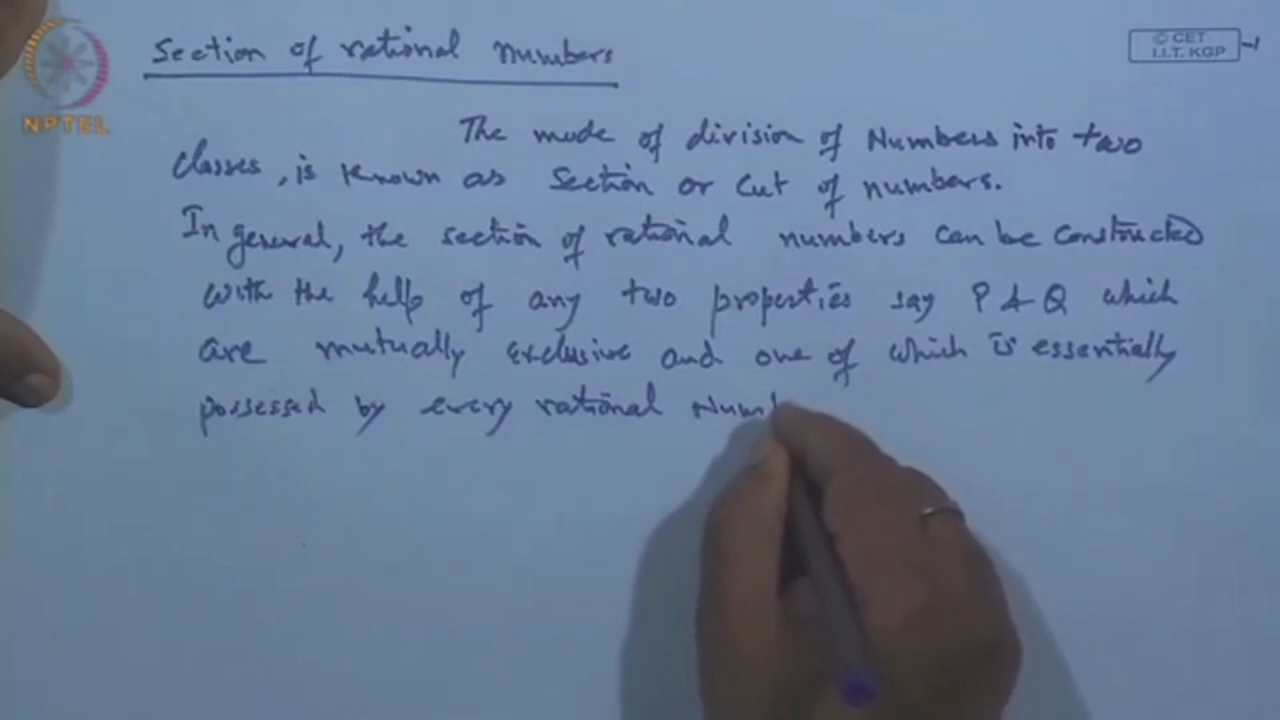 Section of rational numbers
© CET
I.I.T. KGP
-1
NPTEL
The mode of division of Numbers into two
classes, is known as Section or Cut of numbers.
In general, the section of rational numbers can be constructed
with the help of any two properties say P & Q which
are mutually exclusive and one of which is essentially
possessed by every rational Numb